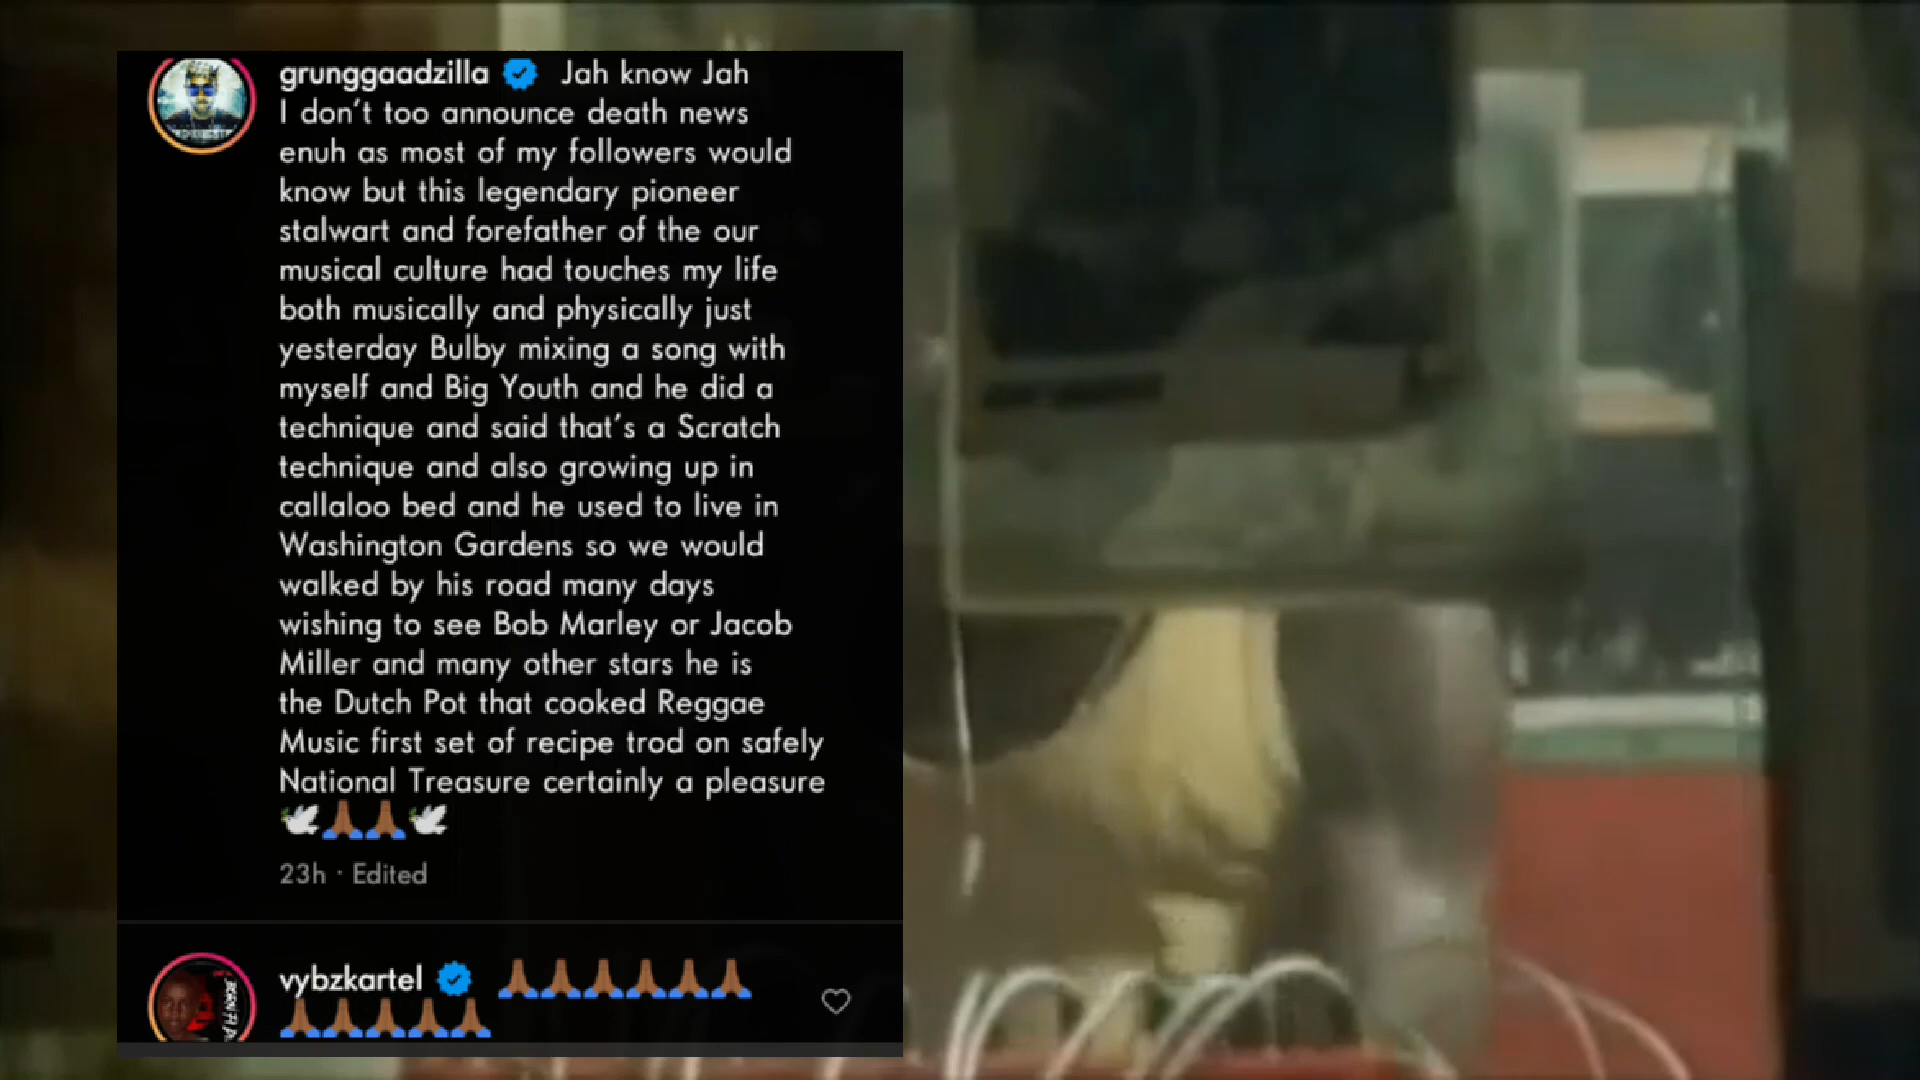 grunggaadzilla Jah know Jah
I don't too announce death news
enuh as most of my followers would
know but this legendary pioneer
stalwart and forefather of the our
musical culture had touches my life
both musically and physically just
yesterday Bulby mixing a song with
myself and Big Youth and he did a
technique and said that's a Scratch
technique and also growing up in
callaloo bed and he used to live in
Washington Gardens so we would
walked by his road many days
wishing to see Bob Marley or Jacob
Miller and many other stars he is
the Dutch Pot that cooked Reggae
Music first set of recipe trod on safely
National Treasure certainly a pleasure
🕊🙏🏾🙏🏾🕊
23h · Edited
vybzkartel 🙏🏾🙏🏾🙏🏾🙏🏾🙏🏾🙏🏾
🙏🏾🙏🏾🙏🏾🙏🏾🙏🏾